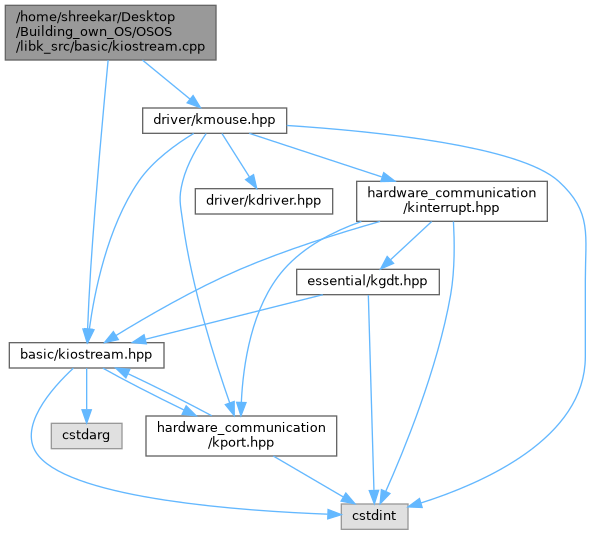 /home/shreekar/Desktop
/Building_own_OS/OSOS
/libk_src/basic/kiostream.cpp
driver/kmouse.hpp
driver/kdriver.hpp
hardware_communication
/kinterrupt.hpp
essential/kgdt.hpp
basic/kiostream.hpp
cstdarg
hardware_communication
/kport.hpp
cstdint